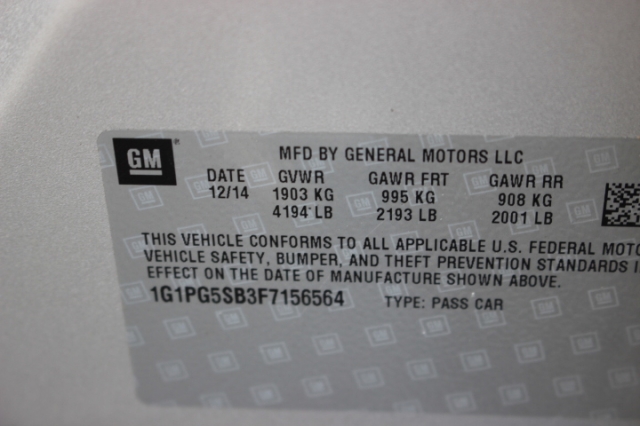 GM
MFD BY GENERAL MOTORS LLC
DATE GVWR GAWR FRT GAWR RR
12/14 1903 KG 995 KG 908 KG
4194 LB 2193 LB 2001 LB
THIS VEHICLE CONFORMS TO ALL APPLICABLE U.S. FEDERAL MOTO
VEHICLE SAFETY, BUMPER, AND THEFT PREVENTION STANDARDS I
EFFECT ON THE DATE OF MANUFACTURE SHOWN ABOVE.
1G1PG5SB3F7156564 TYPE: PASS CAR